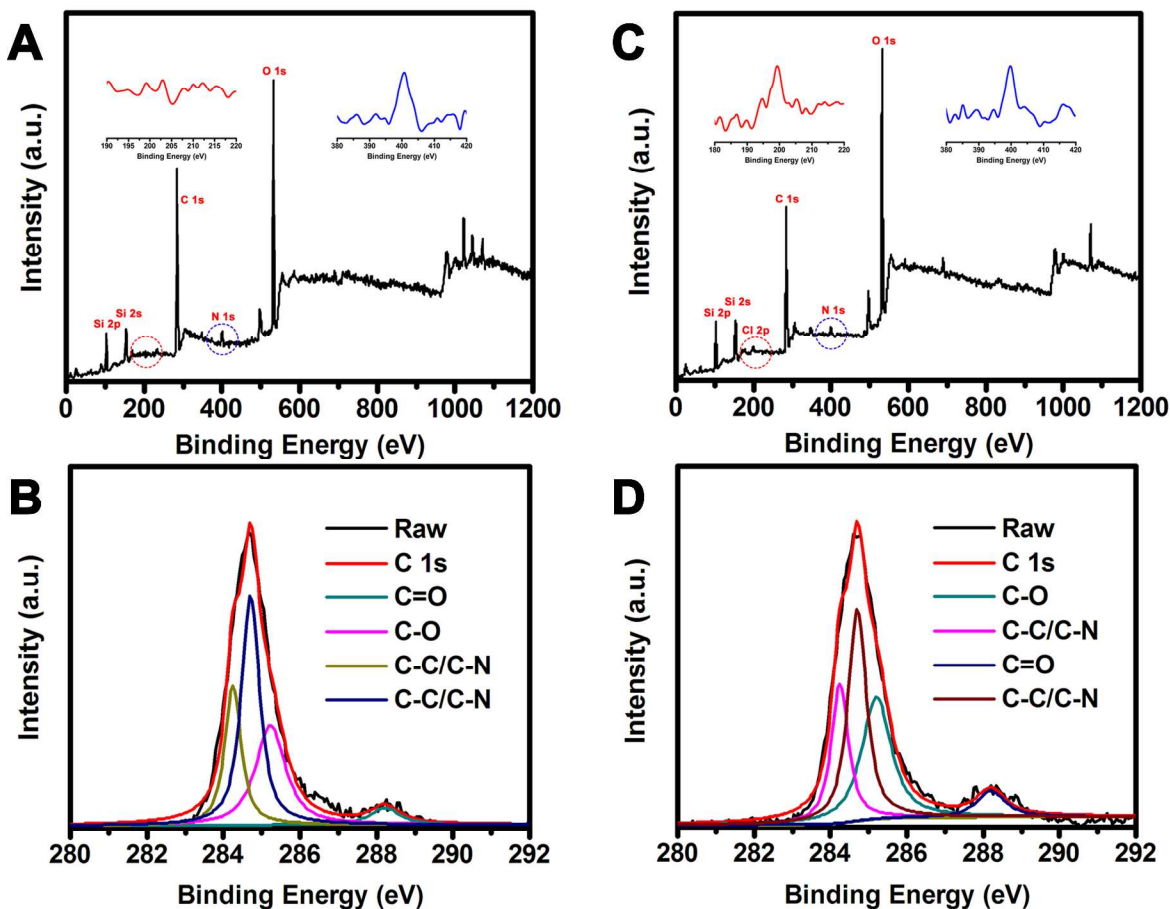 A
O 1s
190 195 200 205 210 215 220
Binding Energy (eV)
380 390 400 410 420
Binding Energy (eV)
C 1s
Si 2s
Si 2p
N 1s
Intensity (a.u.)
0 200 400 600 800 1000 1200
Binding Energy (eV)
C
O 1s
180 190 200 210 220
Binding Energy (eV)
380 390 400 410 420
Binding Energy (eV)
C 1s
Si 2s
Si 2p
Cl 2p
N 1s
Intensity (a.u.)
0 200 400 600 800 1000 1200
Binding Energy (eV)
B
Raw
C 1s
C=O
C-O
C-C/C-N
C-C/C-N
Intensity (a.u.)
280 282 284 286 288 290 292
Binding Energy (eV)
D
Raw
C 1s
C-O
C-C/C-N
C=O
C-C/C-N
Intensity (a.u.)
280 282 284 286 288 290 292
Binding Energy (eV)